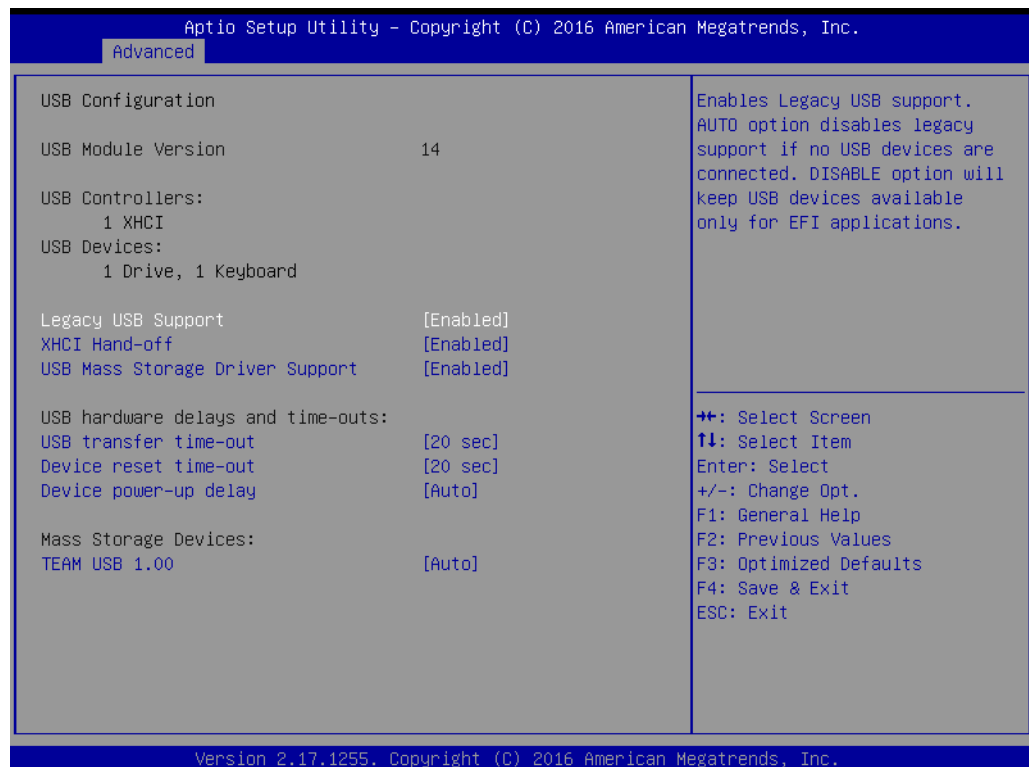 Aptio Setup Utility – Copyright (C) 2016 American Megatrends, Inc.
Advanced
USB Configuration
USB Module Version 14
USB Controllers:
1 XHCI
USB Devices:
1 Drive, 1 Keyboard
Legacy USB Support [Enabled]
XHCI Hand-off [Enabled]
USB Mass Storage Driver Support [Enabled]
USB hardware delays and time-outs:
USB transfer time-out [20 sec]
Device reset time-out [20 sec]
Device power-up delay [Auto]
Mass Storage Devices:
TEAM USB 1.00 [Auto]
Enables Legacy USB support.
AUTO option disables legacy
support if no USB devices are
connected. DISABLE option will
keep USB devices available
only for EFI applications.
→←: Select Screen
↑↓: Select Item
Enter: Select
+/-: Change Opt.
F1: General Help
F2: Previous Values
F3: Optimized Defaults
F4: Save & Exit
ESC: Exit
Version 2.17.1255. Copyright (C) 2016 American Megatrends, Inc.